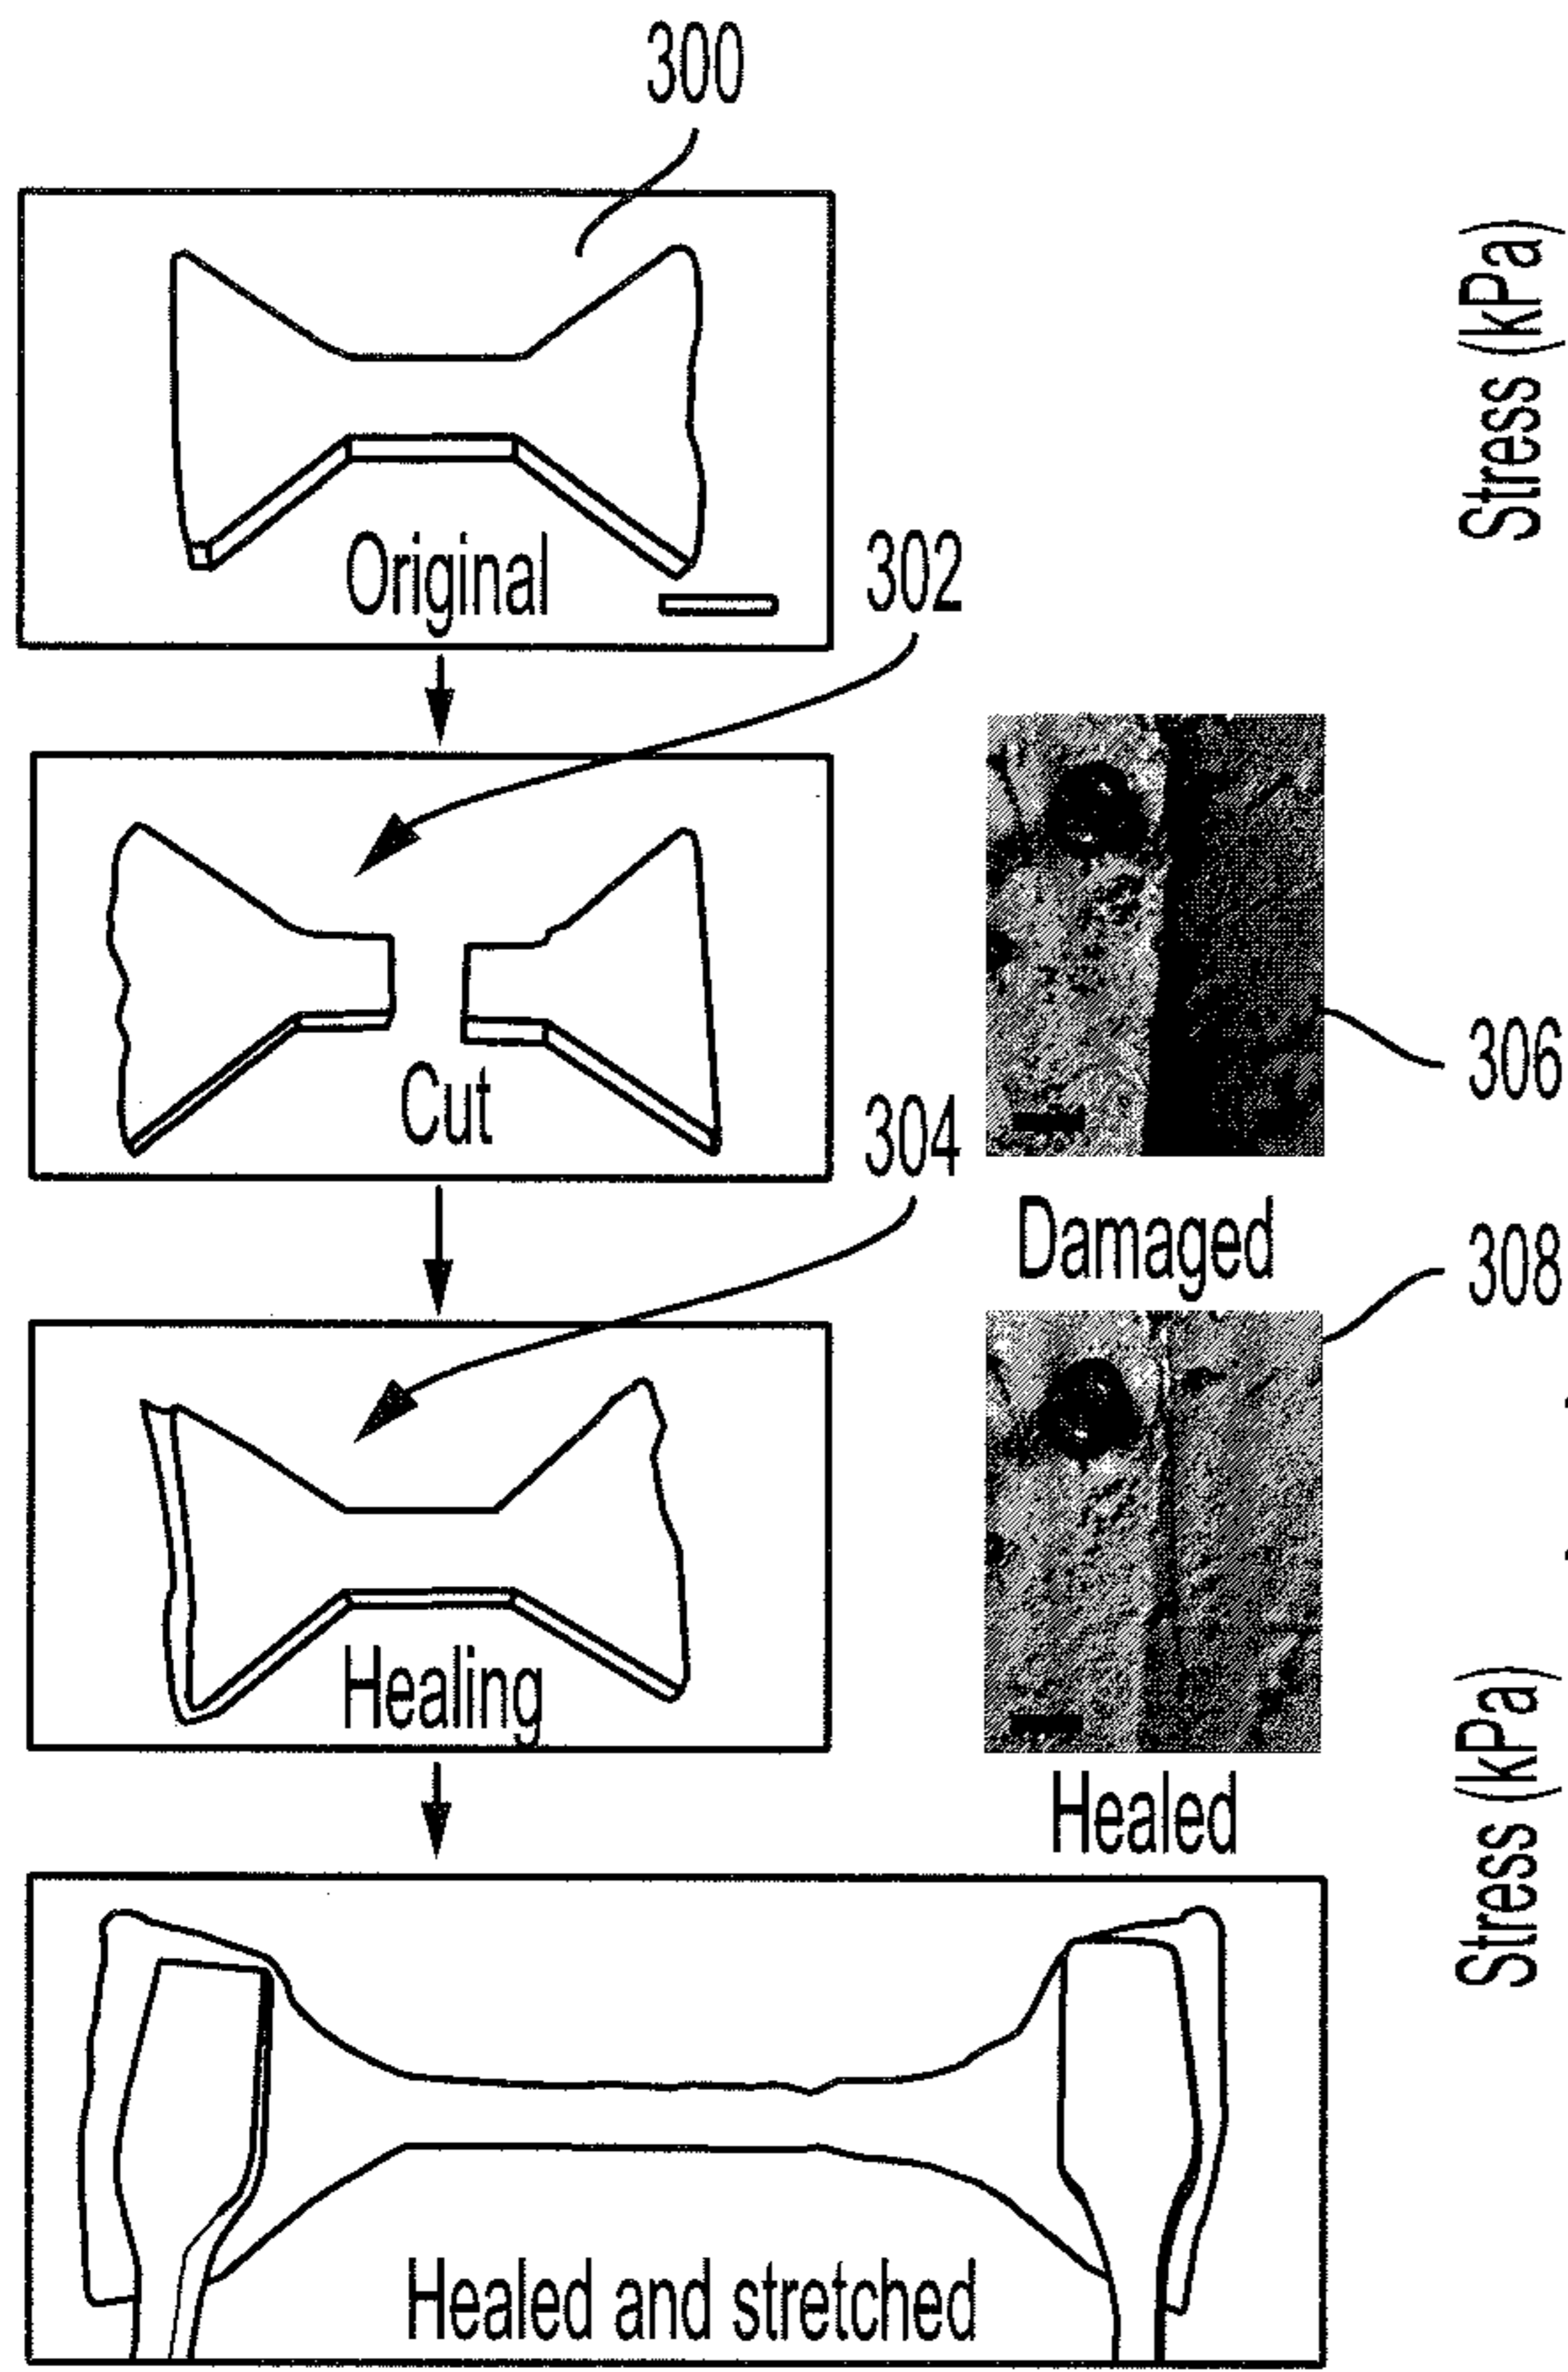 300
Stress (kPa)
Original
302
306
Cut
304
Damaged
308
Healing
Healed
Stress (kPa)
Healed and stretched